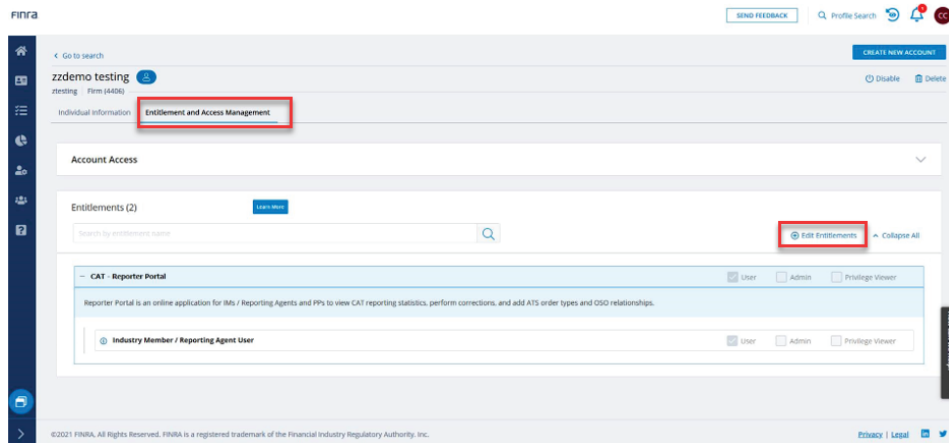 FINra
SEND FEEDBACK
Profile Search
CC
Go to search
CREATE NEW ACCOUNT
zzdemo testing
Disable
Delete
ztesting | Firm (4406)
Individual Information
Entitlement and Access Management
Account Access
Entitlements (2)
Learn More
Search by entitlement name
Edit Entitlements
Collapse All
CAT - Reporter Portal
User
Admin
Privilege Viewer
Reporter Portal is an online application for IMs / Reporting Agents and PPs to view CAT reporting statistics, perform corrections, and add ATS order types and OSO relationships.
Industry Member / Reporting Agent User
User
Admin
Privilege Viewer
©2021 FINRA. All Rights Reserved. FINRA is a registered trademark of the Financial Industry Regulatory Authority, Inc.
Privacy | Legal